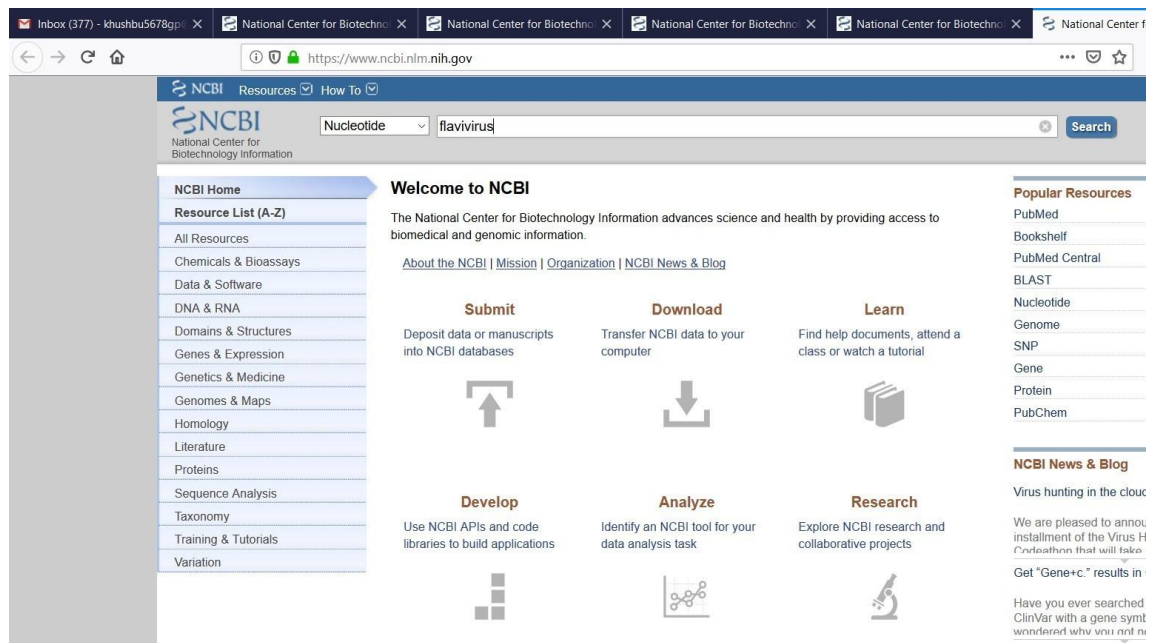 Inbox (377) - khushbu5678gp
National Center for Biotechno
National Center for Biotechno
National Center for Biotechno
National Center for Biotechno
National Center f
https://www.ncbi.nlm.nih.gov
NCBI Resources How To
NCBI
National Center for
Biotechnology Information
Nucleotide
flavivirus
Search
NCBI Home
Resource List (A-Z)
All Resources
Chemicals & Bioassays
Data & Software
DNA & RNA
Domains & Structures
Genes & Expression
Genetics & Medicine
Genomes & Maps
Homology
Literature
Proteins
Sequence Analysis
Taxonomy
Training & Tutorials
Variation
Welcome to NCBI
The National Center for Biotechnology Information advances science and health by providing access to
biomedical and genomic information.
About the NCBI | Mission | Organization | NCBI News & Blog
Submit
Deposit data or manuscripts
into NCBI databases
Download
Transfer NCBI data to your
computer
Learn
Find help documents, attend a
class or watch a tutorial
Develop
Use NCBI APIs and code
libraries to build applications
Analyze
Identify an NCBI tool for your
data analysis task
Research
Explore NCBI research and
collaborative projects
Popular Resources
PubMed
Bookshelf
PubMed Central
BLAST
Nucleotide
Genome
SNP
Gene
Protein
PubChem
NCBI News & Blog
Virus hunting in the clou
We are pleased to annou
installment of the Virus H
Codeathon that will take
Get "Gene+c." results in
Have you ever searched
ClinVar with a gene symb
wondered why you got n